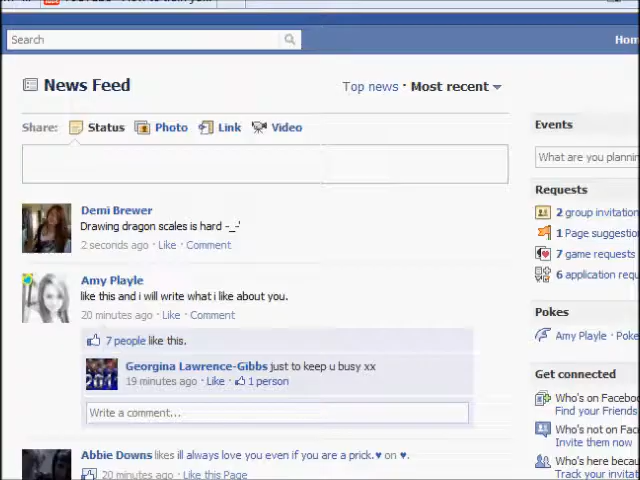 Search
Hom
News Feed
Top news · Most recent
Share: Status Photo Link Video
Events
What are you plannin
Requests
2 group invitation
1 Page suggestio
7 game requests
6 application requ
Demi Brewer
Drawing dragon scales is hard -_-'
2 seconds ago · Like · Comment
Amy Playle
like this and i will write what i like about you.
20 minutes ago · Like · Comment
7 people like this.
Georgina Lawrence-Gibbs just to keep u busy xx
19 minutes ago · Like · 1 person
Write a comment...
Pokes
Amy Playle · Poke
Get connected
Who's on Facebo
Find your Friends
Who's not on Fac
Invite them now
Who's here becau
Track your invitat
Abbie Downs likes ill always love you even if you are a prick.♥ on ♥.
20 minutes ago · Like this Page